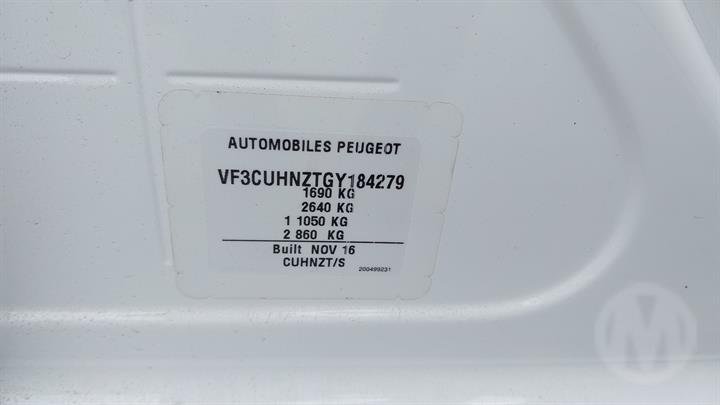 AUTOMOBILES PEUGEOT
VF3CUHNZTGY184279
1690 KG
2640 KG
1 1050 KG
2 860 KG
Built NOV 16
CUHNZT/S
200499231
M